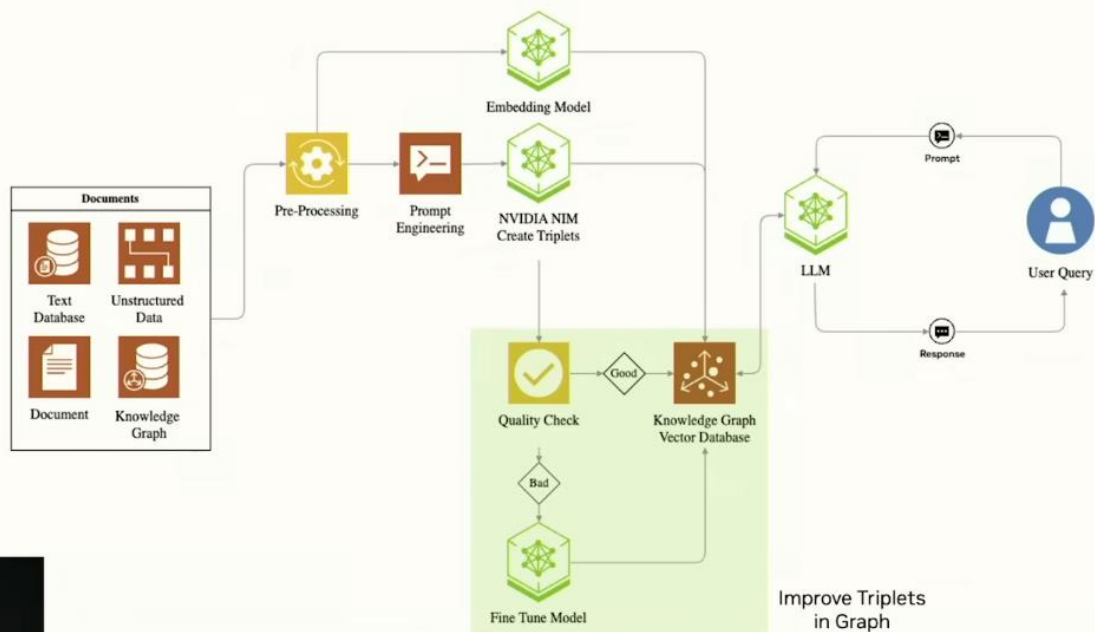 Embedding Model
Prompt
Documents
Pre-Processing
Prompt
Engineering
NVIDIA NIM
Create Triplets
LLM
User Query
Text
Database
Unstructured
Data
Response
Document
Knowledge
Graph
Quality Check
Good
Knowledge Graph
Vector Database
Bad
Fine Tune Model
Improve Triplets
in Graph